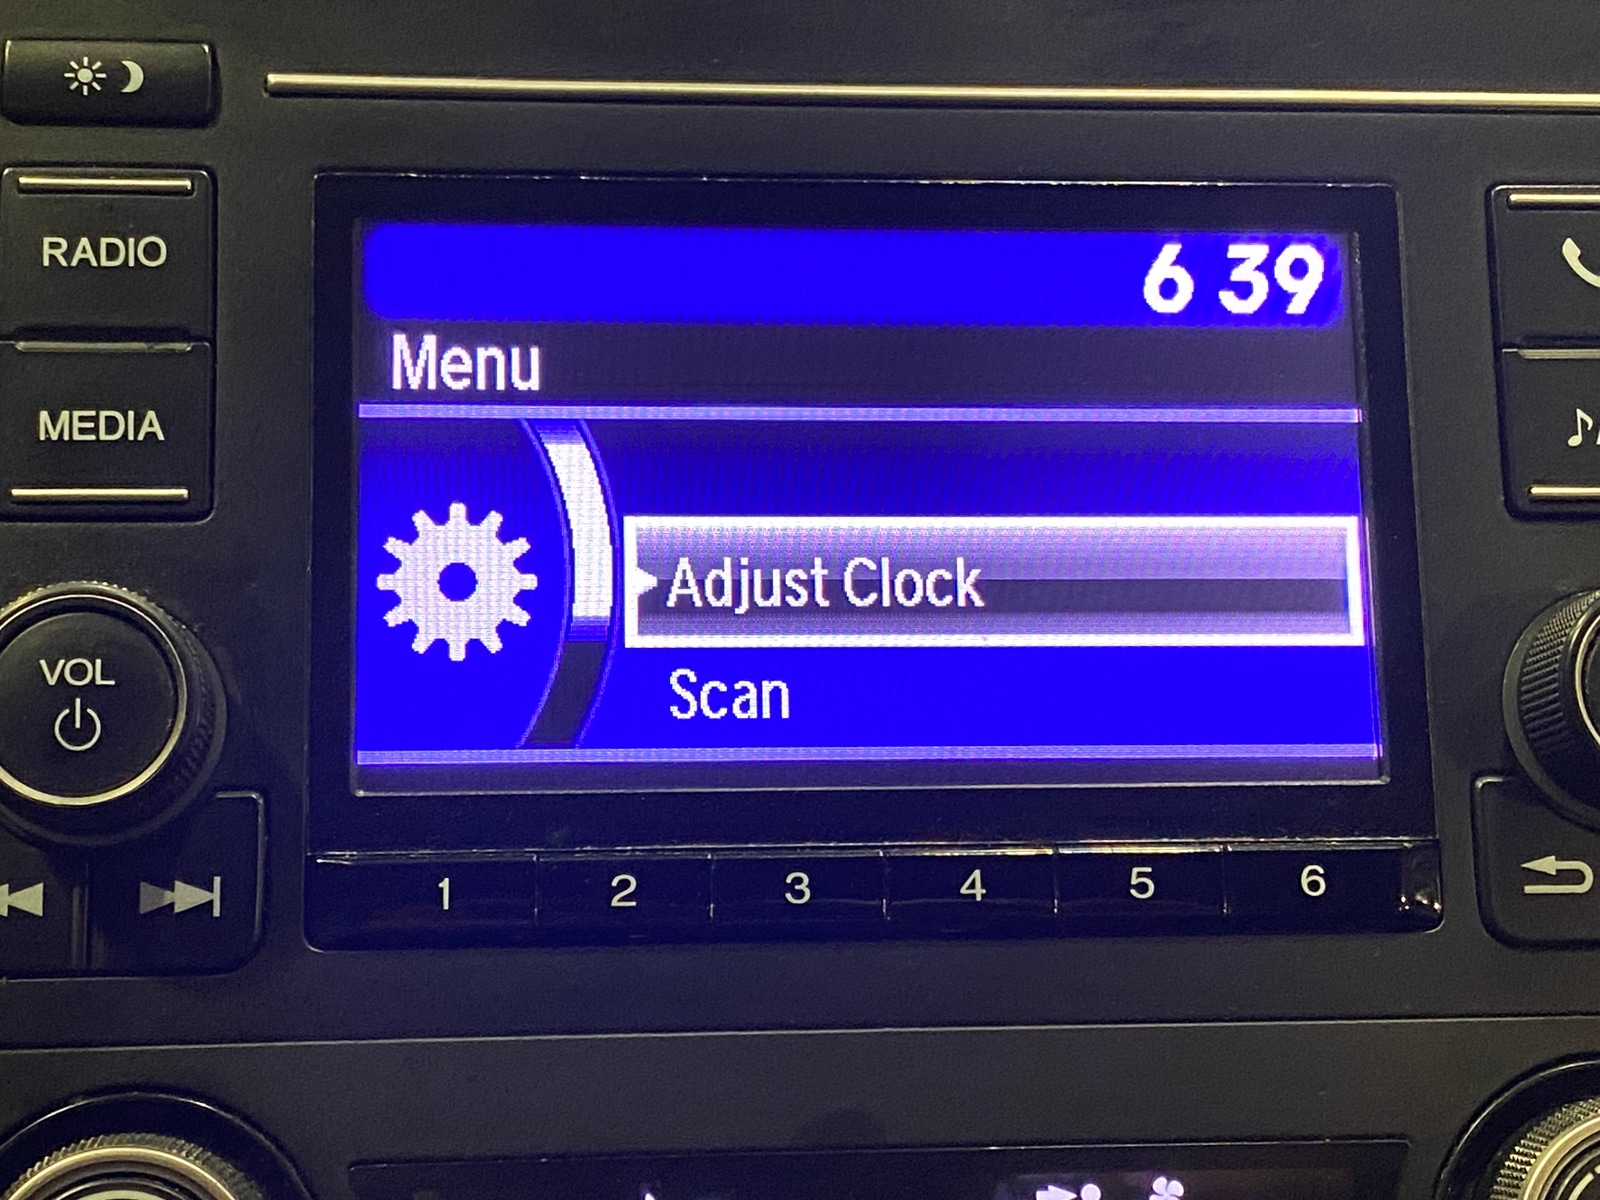 RADIO
MEDIA
VOL
6 39
Menu
Adjust Clock
Scan
1 2 3 4 5 6